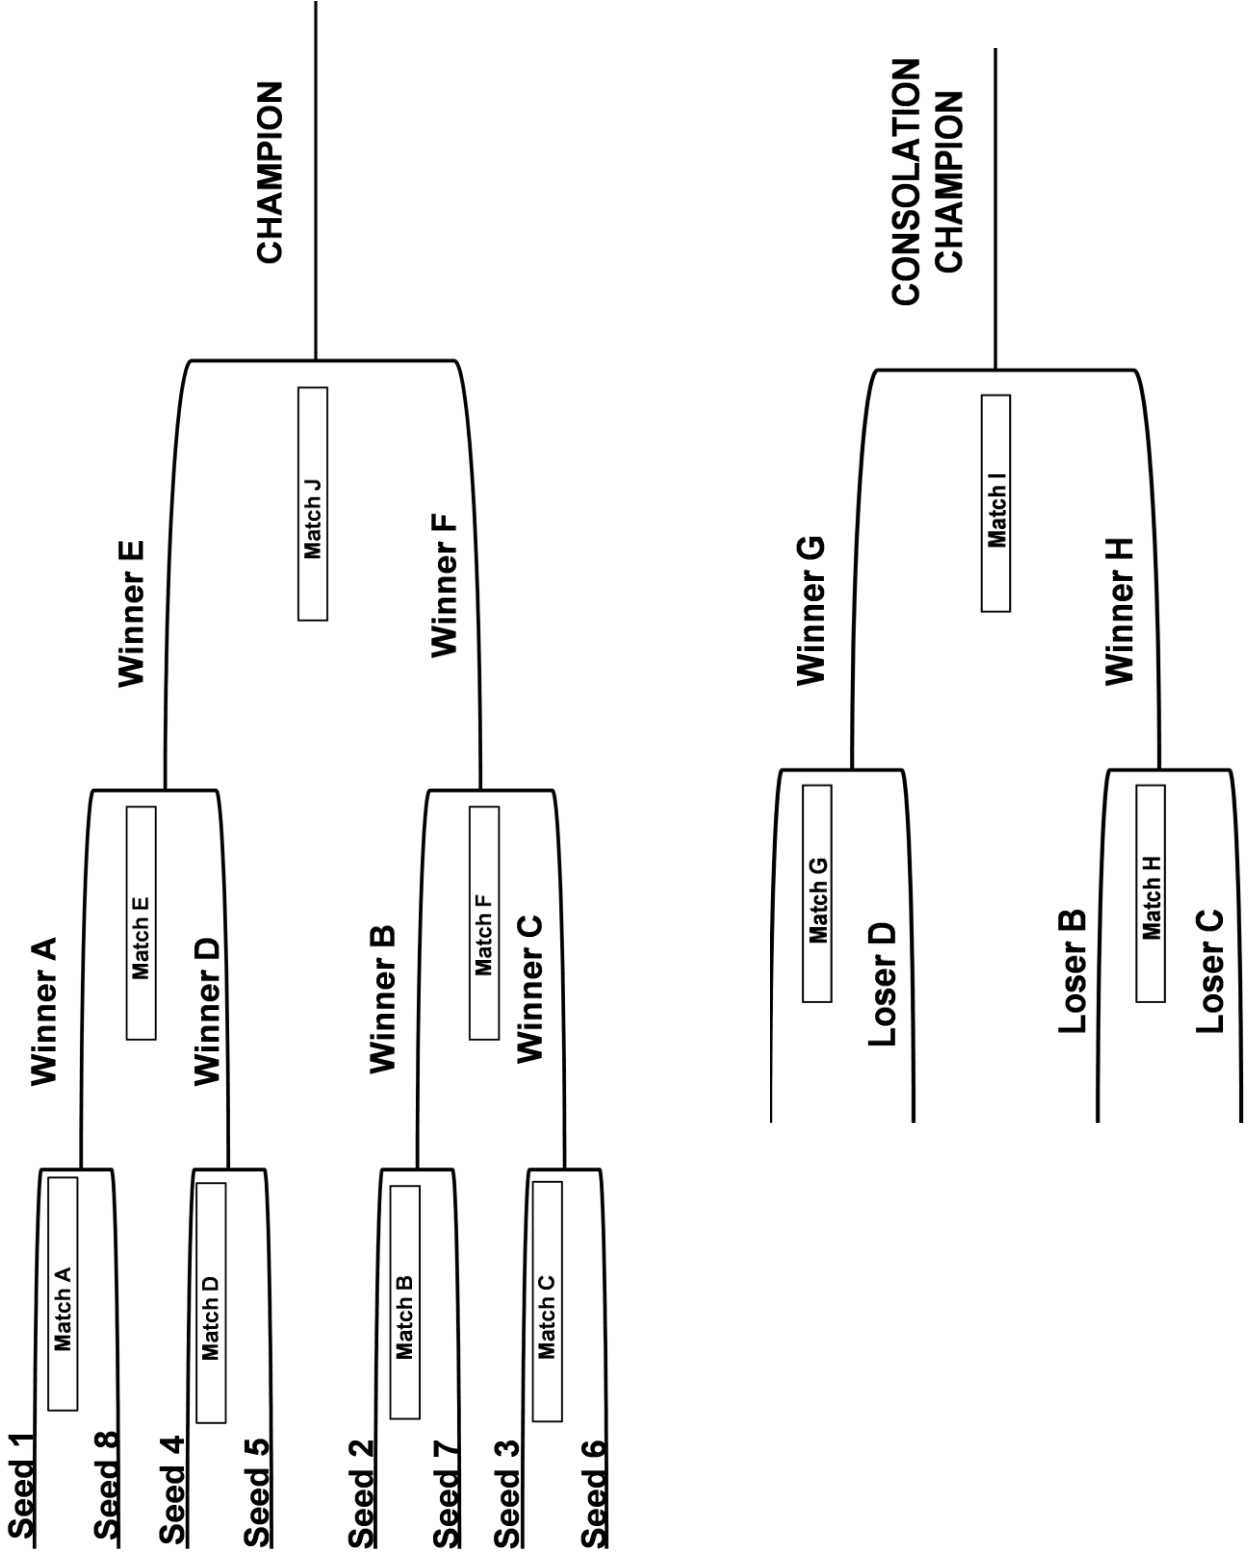 Seed 1
Match A
Seed 8
Seed 4
Match D
Seed 5
Seed 2
Match B
Seed 7
Seed 3
Match C
Seed 6
Winner A
Match E
Winner D
Winner B
Match F
Winner C
Winner E
Match J
Winner F
CHAMPION
Match G
Loser D
Loser B
Match H
Loser C
Winner G
Match I
Winner H
CONSOLATION
CHAMPION